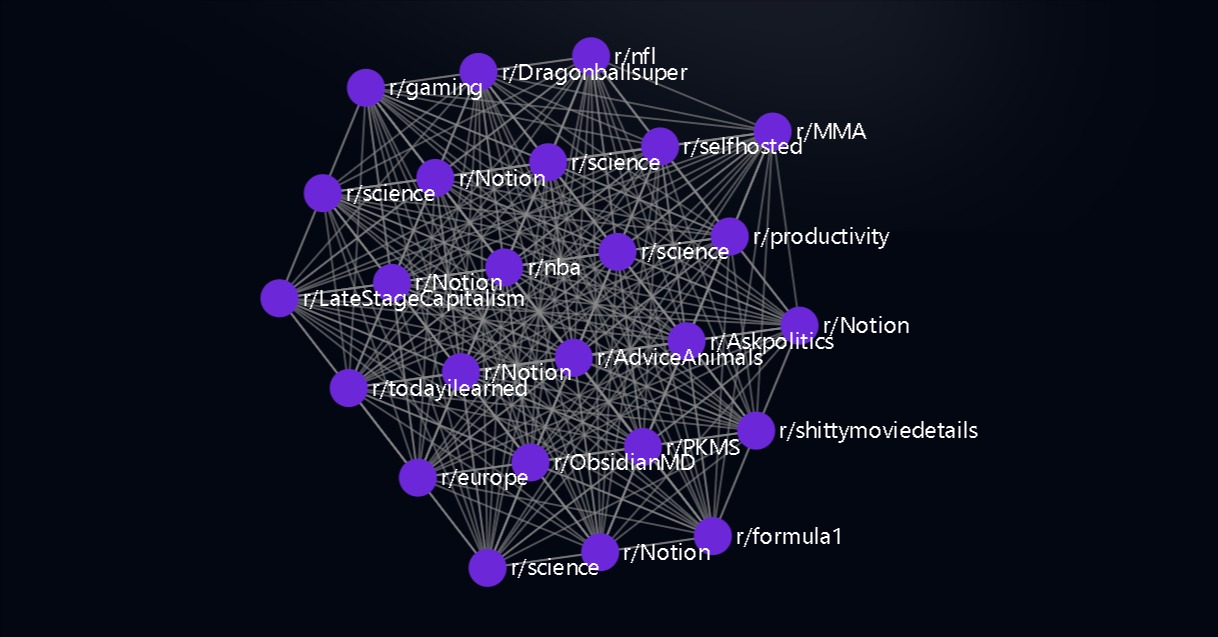 r/nfl
r/Dragonballsuper
r/gaming
r/MMA
r/selfhosted
r/science
r/Notion
r/science
r/productivity
r/science
r/nba
r/Notion
r/LateStageCapitalism
r/Notion
r/Askpolitics
r/AdviceAnimals
r/Notion
r/todayilearned
r/shittymoviedetails
r/PKMS
r/ObsidianMD
r/europe
r/formula1
r/Notion
r/science